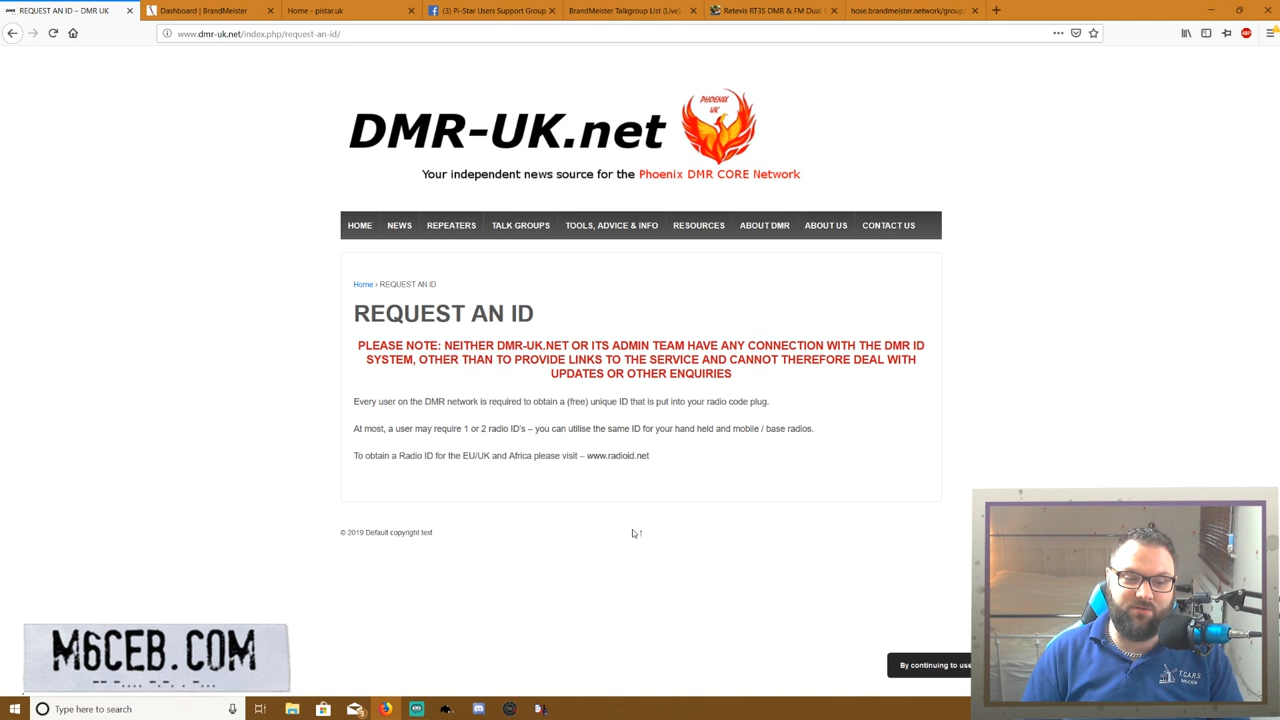 REQUEST AN ID – DMR UK
Dashboard | BrandMeister
Home - pistar.uk
(3) Pi-Star Users Support Group
BrandMeister Talkgroup List (Live)
Retevis RT3S DMR & FM Dual
hose.brandmeister.network/group
www.dmr-uk.net/index.php/request-an-id/
ABP
PHOENIX
UK
DMR-UK.net
Your independent news source for the Phoenix DMR CORE Network
HOME NEWS REPEATERS TALK GROUPS TOOLS, ADVICE & INFO RESOURCES ABOUT DMR ABOUT US CONTACT US
Home › REQUEST AN ID
REQUEST AN ID
PLEASE NOTE: NEITHER DMR-UK.NET OR ITS ADMIN TEAM HAVE ANY CONNECTION WITH THE DMR ID
SYSTEM, OTHER THAN TO PROVIDE LINKS TO THE SERVICE AND CANNOT THEREFORE DEAL WITH
UPDATES OR OTHER ENQUIRIES
Every user on the DMR network is required to obtain a (free) unique ID that is put into your radio code plug.
At most, a user may require 1 or 2 radio ID's – you can utilise the same ID for your hand held and mobile / base radios.
To obtain a Radio ID for the EU/UK and Africa please visit – www.radioid.net
© 2019 Default copyright text
By continuing to use
M6CEB.COM
-- -.... -.-. . -...
T.C.A.R.S.
M6CEB
Type here to search